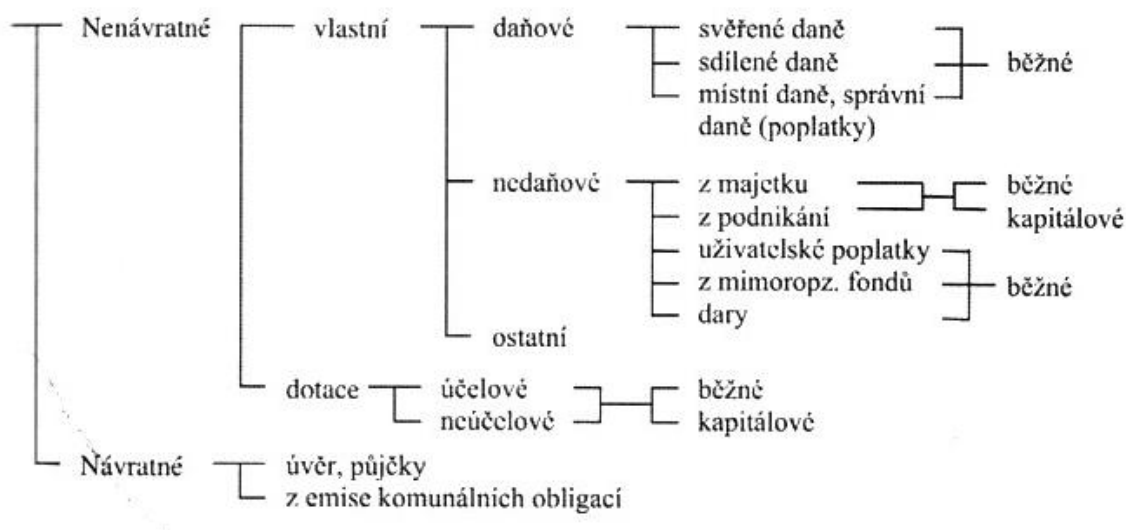 Nenávratné vlastní daňové svěřené daně
sdílené daně běžné
místní daně, správní
daně (poplatky)
nedaňové z majetku běžné
z podnikání kapitálové
uživatelské poplatky
z mimoropz. fondů běžné
dary
ostatní
dotace účelové běžné
neúčelové kapitálové
Návratné úvěr, půjčky
z emise komunálních obligací